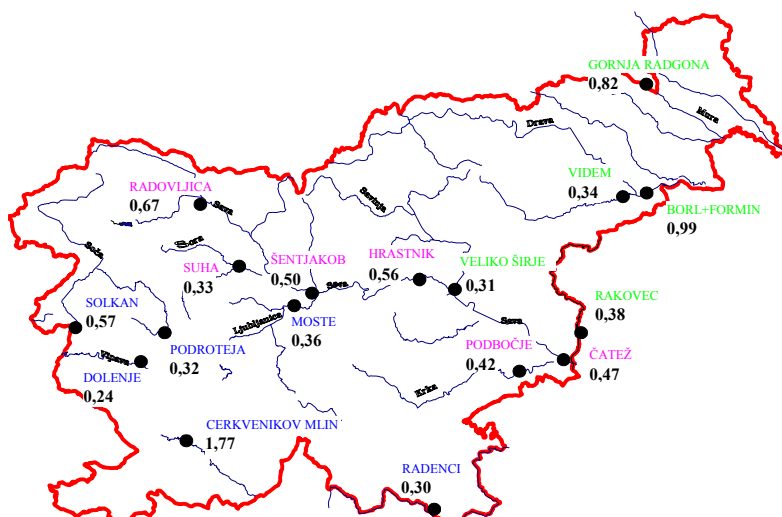 GORNJA RADGONA
0,82
Mura
Drava
VIDEM
0,34
BORL+FORMIN
0,99
RADOVLJICA
0,67
Sava
Savinja
Sora
Soča
SUHA
0,33
ŠENTJAKOB
0,50
HRASTNIK
0,56
VELIKO ŠIRJE
0,31
Sava
RAKOVEC
0,38
SOLKAN
0,57
Ljubljanica
MOSTE
0,36
Sava
PODROTEJA
0,32
Vipava
DOLENJE
0,24
PODBOČJE
0,42
ČATEŽ
0,47
Krka
CERKVENIKOV MLIN
1,77
RADENCI
0,30